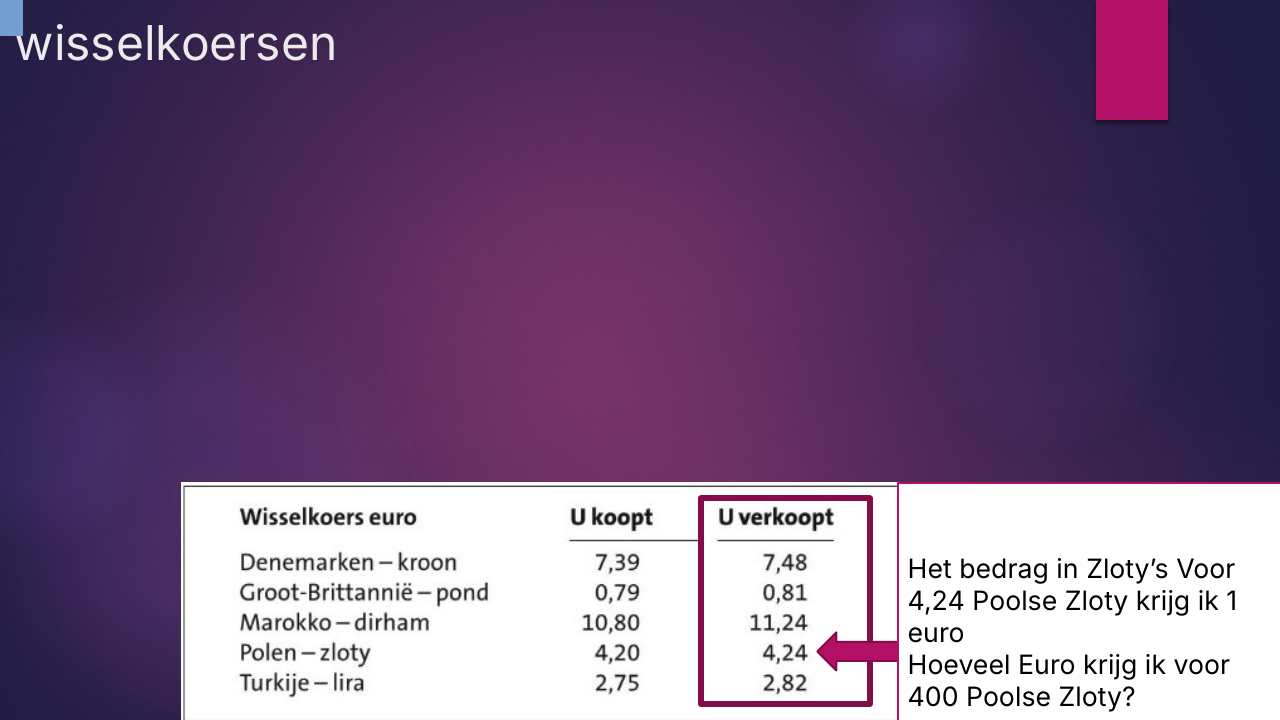 wisselkoersen
Wisselkoers euro U koopt U verkoopt
Denemarken – kroon 7,39 7,48
Groot-Brittannië – pond 0,79 0,81
Marokko – dirham 10,80 11,24
Polen – zloty 4,20 4,24
Turkije – lira 2,75 2,82
Het bedrag in Zloty’s Voor
4,24 Poolse Zloty krijg ik 1
euro
Hoeveel Euro krijg ik voor
400 Poolse Zloty?